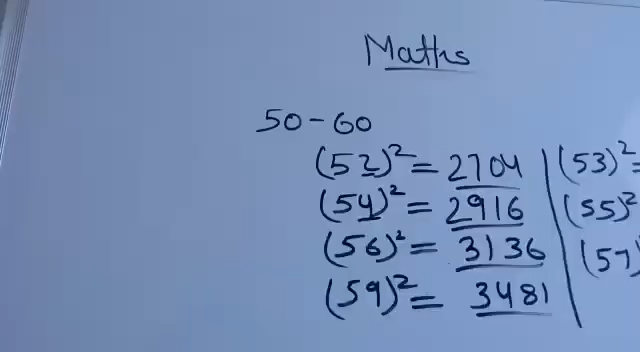 Maths
50-60
(52)² = 2704 | (53)² =
(54)² = 2916 | (55)²
(56)² = 3136 | (57)
(59)² = 3481